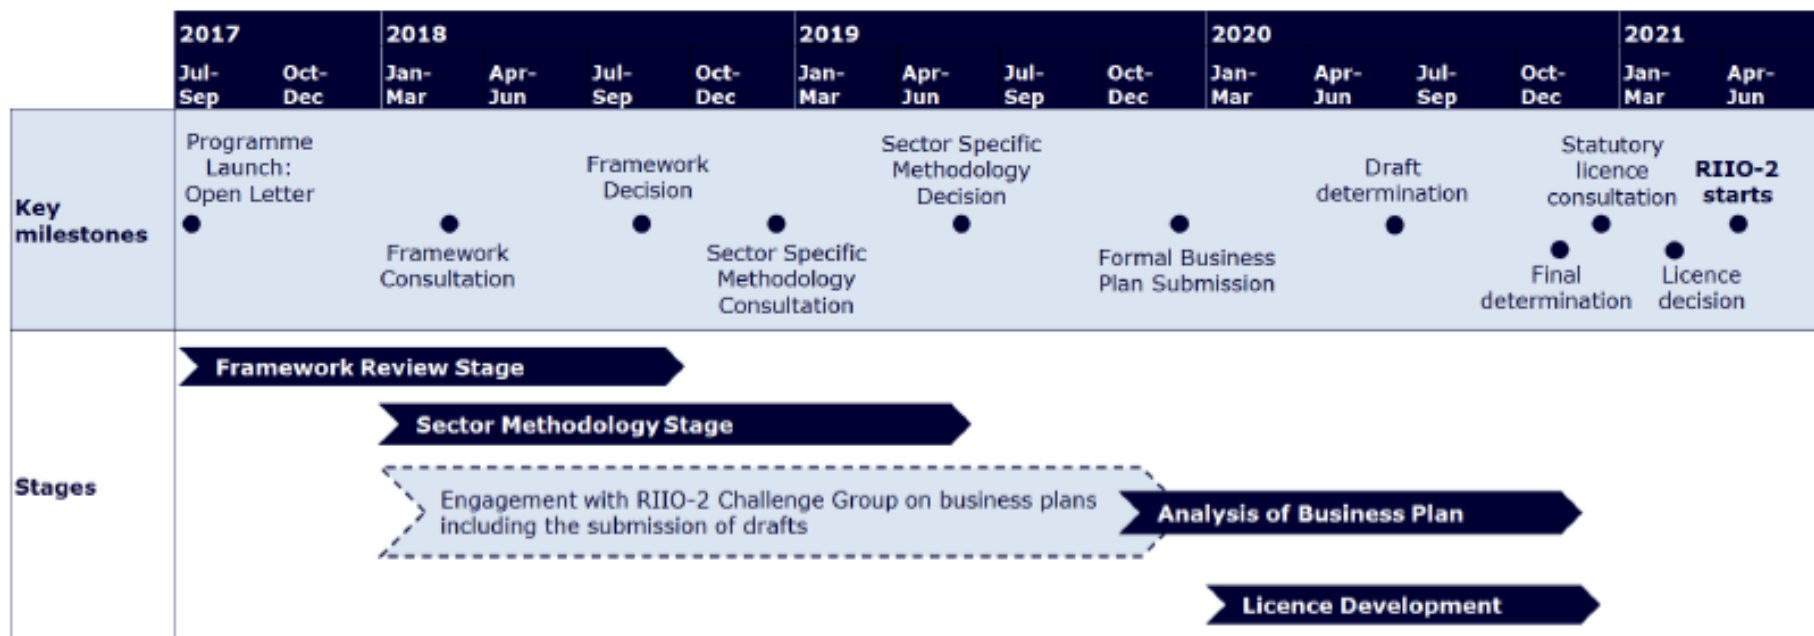 2017 2018 2019 2020 2021
Jul- Oct- Jan- Apr- Jul- Oct- Jan- Apr- Jul- Oct- Jan- Apr- Jul- Oct- Jan- Apr-
Sep Dec Mar Jun Sep Dec Mar Jun Sep Dec Mar Jun Sep Dec Mar Jun
Key
milestones
Programme
Launch:
Open Letter
Framework
Consultation
Framework
Decision
Sector Specific
Methodology
Consultation
Sector Specific
Methodology
Decision
Formal Business
Plan Submission
Draft
determination
Final
determination
Statutory
licence
consultation
Licence
decision
RIIO-2
starts
Stages
Framework Review Stage
Sector Methodology Stage
Engagement with RIIO-2 Challenge Group on business plans
including the submission of drafts
Analysis of Business Plan
Licence Development